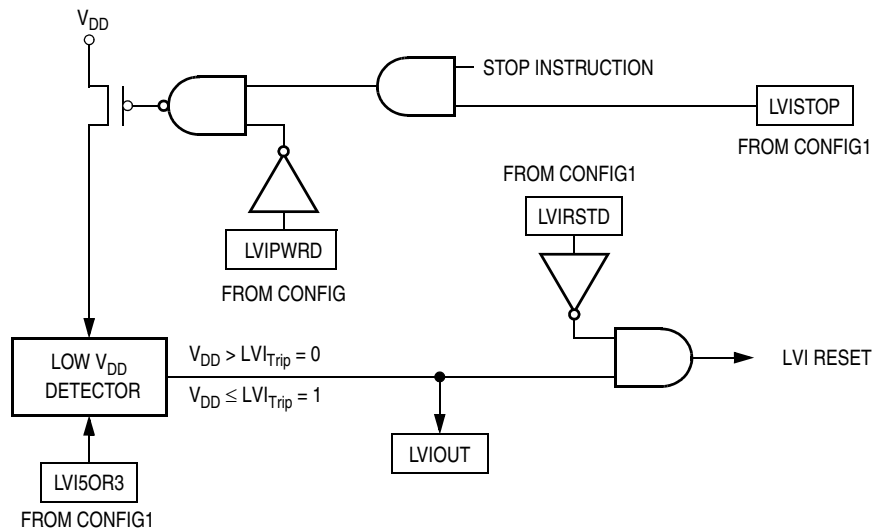 VDD
STOP INSTRUCTION
LVISTOP
FROM CONFIG1
FROM CONFIG1
LVIRSTD
LVIPWRD
FROM CONFIG
LOW VDD
DETECTOR
VDD > LVITrip = 0
VDD ≤ LVITrip = 1
LVI RESET
LVIOUT
LVI5OR3
FROM CONFIG1